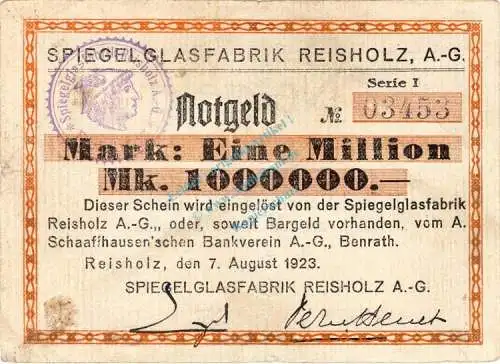 SPIEGELGLASFABRIK REISHOLZ, A.-G.
Serie I
Notgeld № 03453
Mark: Eine Million
Mk. 1000000.—
Dieser Schein wird eingelöst von der Spiegelglasfabrik
Reisholz A.-G.,, oder, soweit Bargeld vorhanden, vom A.
Schaaffhausen'schen Bankverein A.-G., Benrath.
Reisholz, den 7. August 1923.
SPIEGELGLASFABRIK REISHOLZ A.-G.